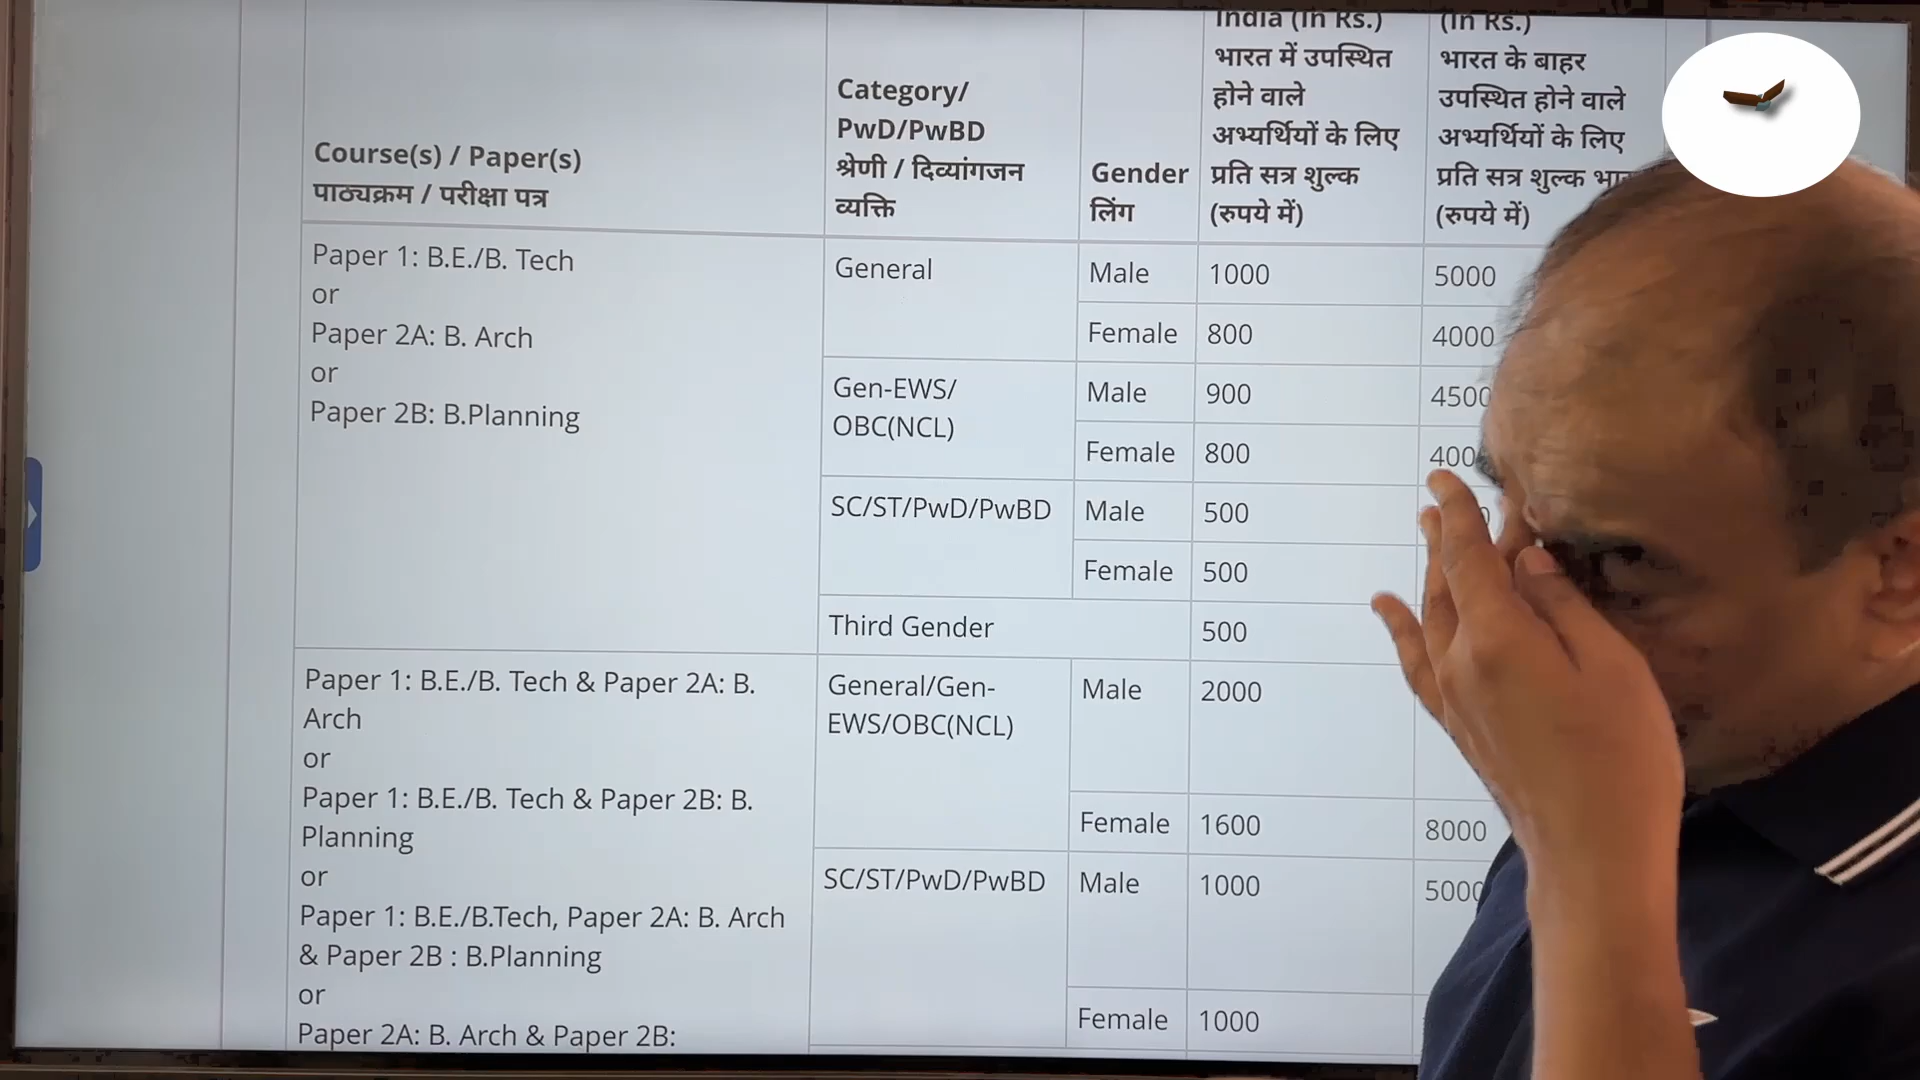 Course(s) / Paper(s)
पाठ्यक्रम / परीक्षा पत्र
Category/
PwD/PwBD
श्रेणी / दिव्यांगजन
व्यक्ति
Gender
लिंग
India (in Rs.)
भारत में उपस्थित
होने वाले
अभ्यर्थियों के लिए
प्रति सत्र शुल्क
(रुपये में)
(in Rs.)
भारत के बाहर
उपस्थित होने वाले
अभ्यर्थियों के लिए
प्रति सत्र शुल्क
(रुपये में)
Paper 1: B.E./B. Tech
or
Paper 2A: B. Arch
or
Paper 2B: B.Planning
General
Male 1000 5000
Female 800 4000
Gen-EWS/
OBC(NCL)
Male 900 4500
Female 800
SC/ST/PwD/PwBD
Male 500
Female 500
Third Gender 500
Paper 1: B.E./B. Tech & Paper 2A: B.
Arch
or
Paper 1: B.E./B. Tech & Paper 2B: B.
Planning
or
Paper 1: B.E./B.Tech, Paper 2A: B. Arch
& Paper 2B : B.Planning
or
Paper 2A: B. Arch & Paper 2B:
General/Gen-
EWS/OBC(NCL)
Male 2000
Female 1600 8000
SC/ST/PwD/PwBD
Male 1000 5000
Female 1000